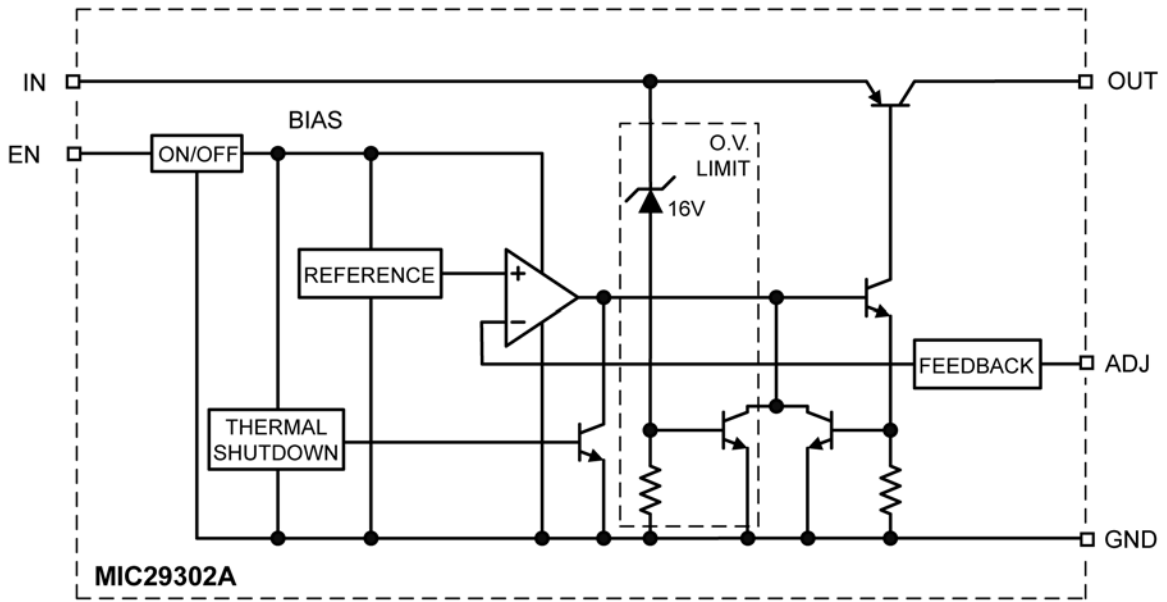 IN
OUT
EN
ON/OFF
BIAS
O.V.
LIMIT
16V
REFERENCE
+
−
FEEDBACK
ADJ
THERMAL
SHUTDOWN
GND
MIC29302A